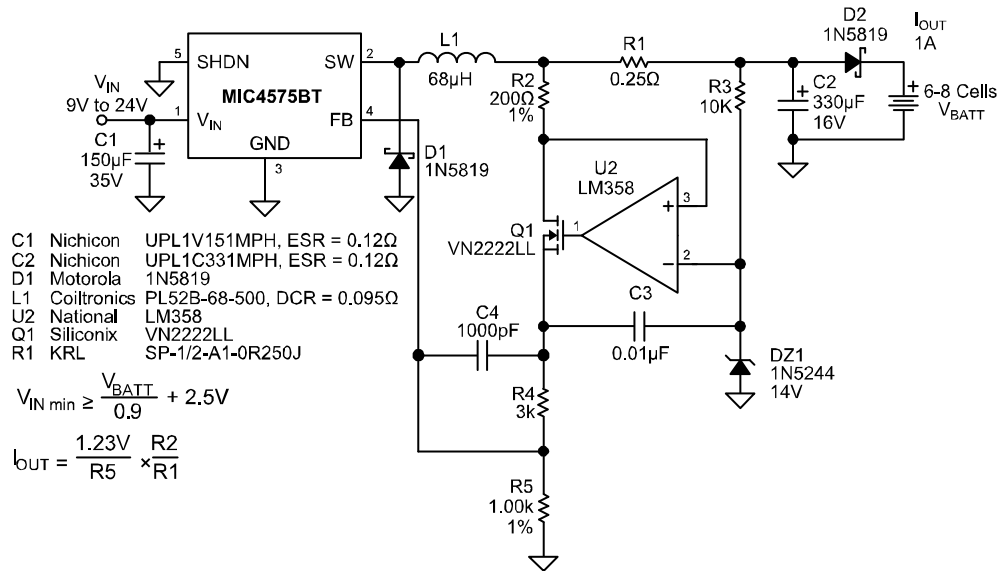 D2
1N5819
I_OUT
1A
L1
68µH
R1
0.25Ω
5
SHDN
SW
2
V_IN
9V to 24V
1
V_IN
MIC4575BT
FB
4
GND
3
C1
150µF
35V
D1
1N5819
R2
200Ω
1%
R3
10K
C2
330µF
16V
6-8 Cells
V_BATT
U2
LM358
3
1
2
Q1
VN2222LL
C1 Nichicon UPL1V151MPH, ESR = 0.12Ω
C2 Nichicon UPL1C331MPH, ESR = 0.12Ω
D1 Motorola 1N5819
L1 Coiltronics PL52B-68-500, DCR = 0.095Ω
U2 National LM358
Q1 Siliconix VN2222LL
R1 KRL SP-1/2-A1-0R250J
C4
1000pF
C3
0.01µF
DZ1
1N5244
14V
R4
3k
R5
1.00k
1%
V_IN min ≥ V_BATT / 0.9 + 2.5V
I_OUT = 1.23V / R5 × R2 / R1